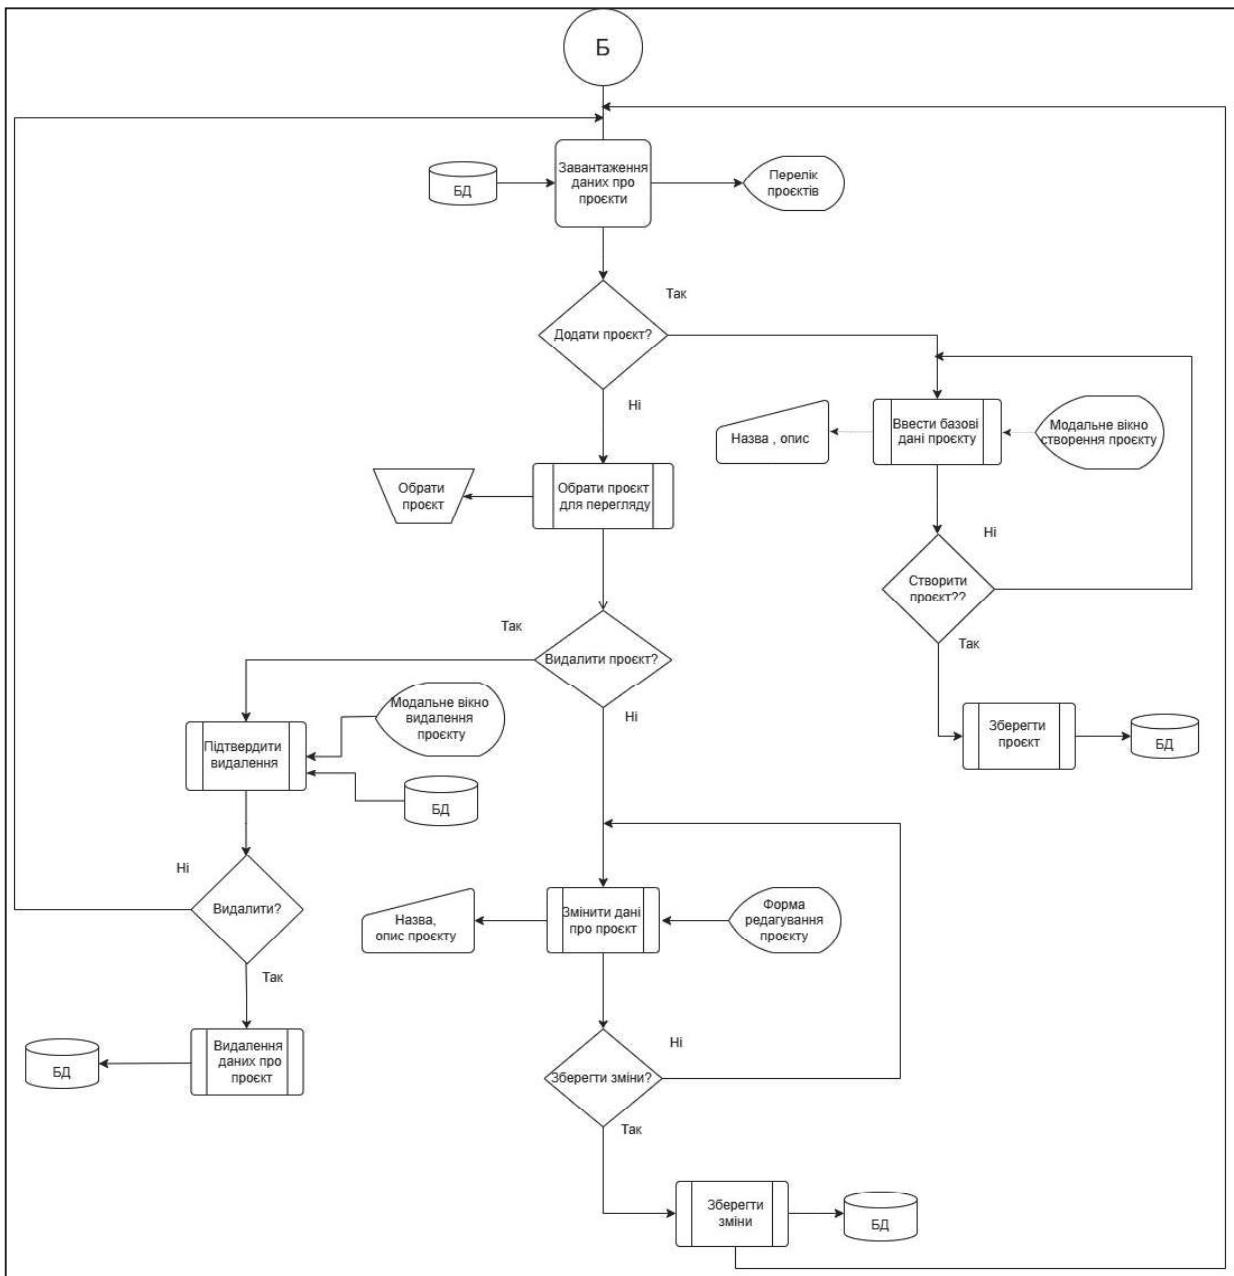 Б
Завантаження
даних про
проєкти
БД
Перелік
проєктів
Так
Додати проєкт?
Ні
Назва , опис
Ввести базові
дані проєкту
Модальне вікно
створення проєкту
Обрати
проєкт
Обрати проєкт
для перегляду
Ні
Створити
проєкт??
Так
Так
Видалити проєкт?
Ні
Зберегти
проєкт
БД
Модальне вікно
видалення
проєкту
Підтвердити
видалення
БД
Ні
Видалити?
Так
Назва,
опис проєкту
Змінити дані
про проєкт
Форма
редагування
проєкту
Видалення
даних про
проєкт
БД
Ні
Зберегти зміни?
Так
Зберегти
зміни
БД